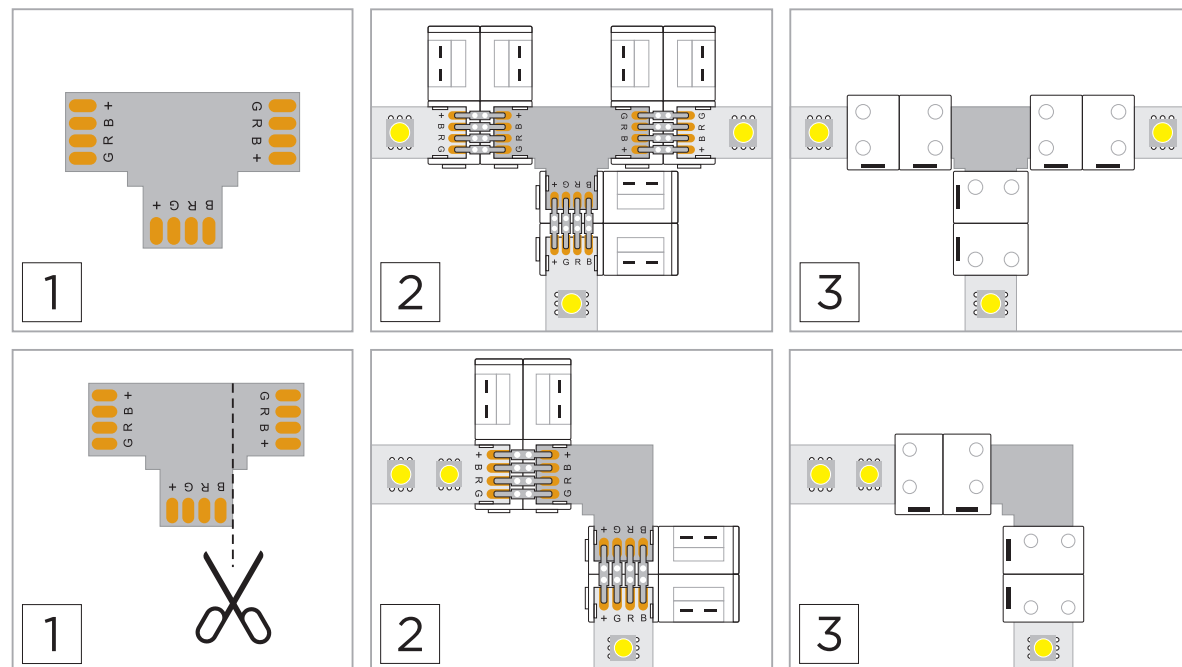 + G
B R
R B
G +
+ G R B
1
+ + G G
B B R R
R R B B
G G + +
+ G R B
+ G R B
2
3
+ G
B R
R B
G +
+ G R B
1
+ +
B B
R R
G G
+ G R B
+ G R B
2
3